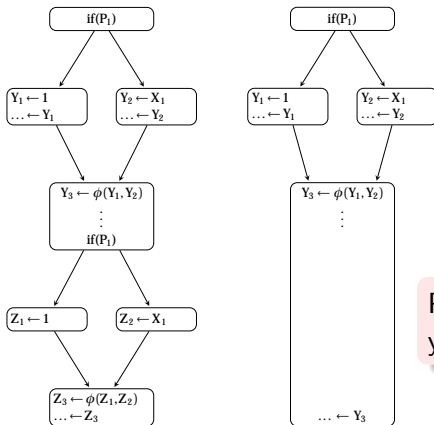 if(P₁)
Y₁ ← 1
... ← Y₁
Y₂ ← X₁
... ← Y₂
Y₃ ← ϕ(Y₁, Y₂)
⋮
if(P₁)
Z₁ ← 1
Z₂ ← X₁
Z₃ ← ϕ(Z₁, Z₂)
... ← Z₃
if(P₁)
Y₁ ← 1
... ← Y₁
Y₂ ← X₁
... ← Y₂
Y₃ ← ϕ(Y₁, Y₂)
⋮
... ← Y₃